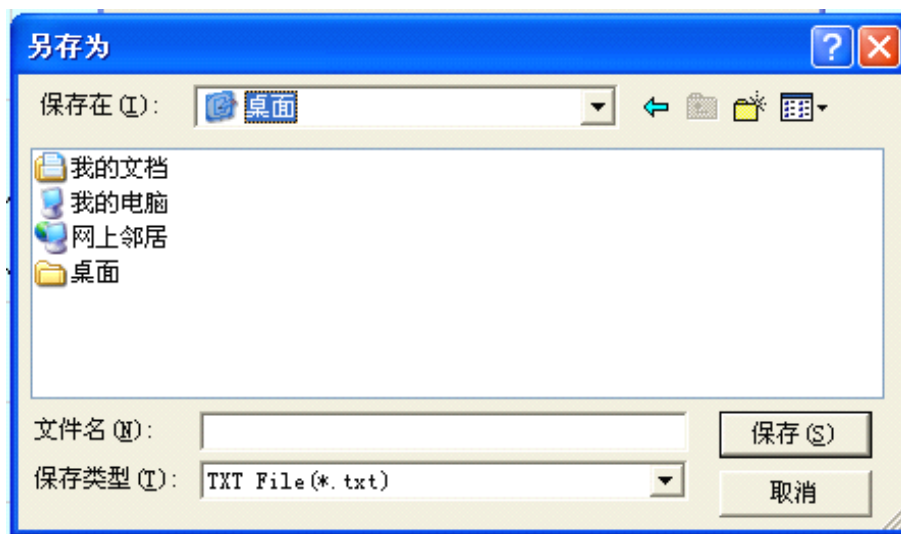 另存为
保存在(I):
桌面
我的文档
我的电脑
网上邻居
桌面
文件名(N):
保存(S)
保存类型(T):
TXT File(*.txt)
取消